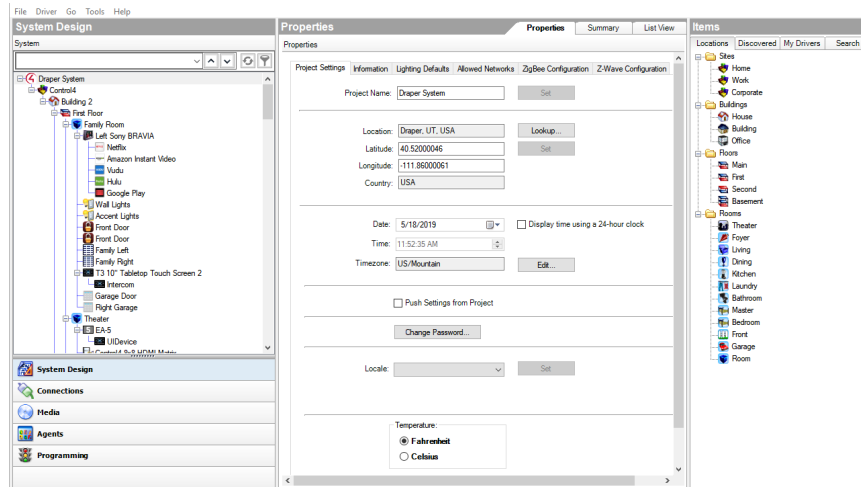 File Driver Go Tools Help
System Design
System
Draper System
Control4
Building 2
First Floor
Family Room
Left Sony BRAVIA
Netflix
Amazon Instant Video
Vudu
Hulu
Google Play
Wall Lights
Accent Lights
Front Door
Front Door
Family Left
Family Right
T3 10" Tabletop Touch Screen 2
Intercom
Garage Door
Right Garage
Theater
EA-5
UIDevice
Control4 8x8 HDMI Matrix
System Design
Connections
Media
Agents
Programming
Properties
Properties Summary List View
Properties
Project Settings Information Lighting Defaults Allowed Networks ZigBee Configuration Z-Wave Configuration
Project Name: Draper System Set
Location: Draper, UT, USA Lookup...
Latitude: 40.52000046 Set
Longitude: -111.86000061
Country: USA
Date: 5/18/2019 Display time using a 24-hour clock
Time: 11:52:35 AM
Timezone: US/Mountain Edit...
Push Settings from Project
Change Password...
Locale: Set
Temperature:
Fahrenheit
Celsius
Items
Locations Discovered My Drivers Search
Sites
Home
Work
Corporate
Buildings
House
Building
Office
Floors
Main
First
Second
Basement
Rooms
Theater
Foyer
Living
Dining
Kitchen
Laundry
Bathroom
Master
Bedroom
Front
Garage
Room